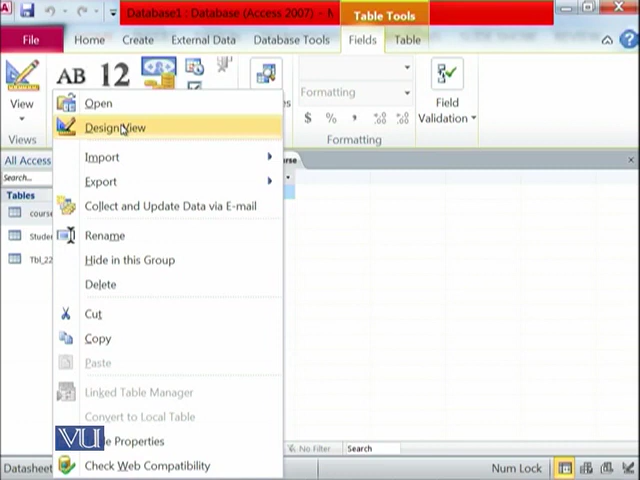 Database1 : Database (Access 2007) -
Table Tools
File
Home
Create
External Data
Database Tools
Fields
Table
View
AB
12
Formatting
$ % ,
Field
Validation
Views
Formatting
All Access
Search...
Tables
course
Tbl_22
Open
Design View
Import
Export
Collect and Update Data via E-mail
Rename
Hide in this Group
Delete
Cut
Copy
Paste
Linked Table Manager
Convert to Local Table
Properties
Check Web Compatibility
VU
No Filter
Search
Datasheet
Num Lock